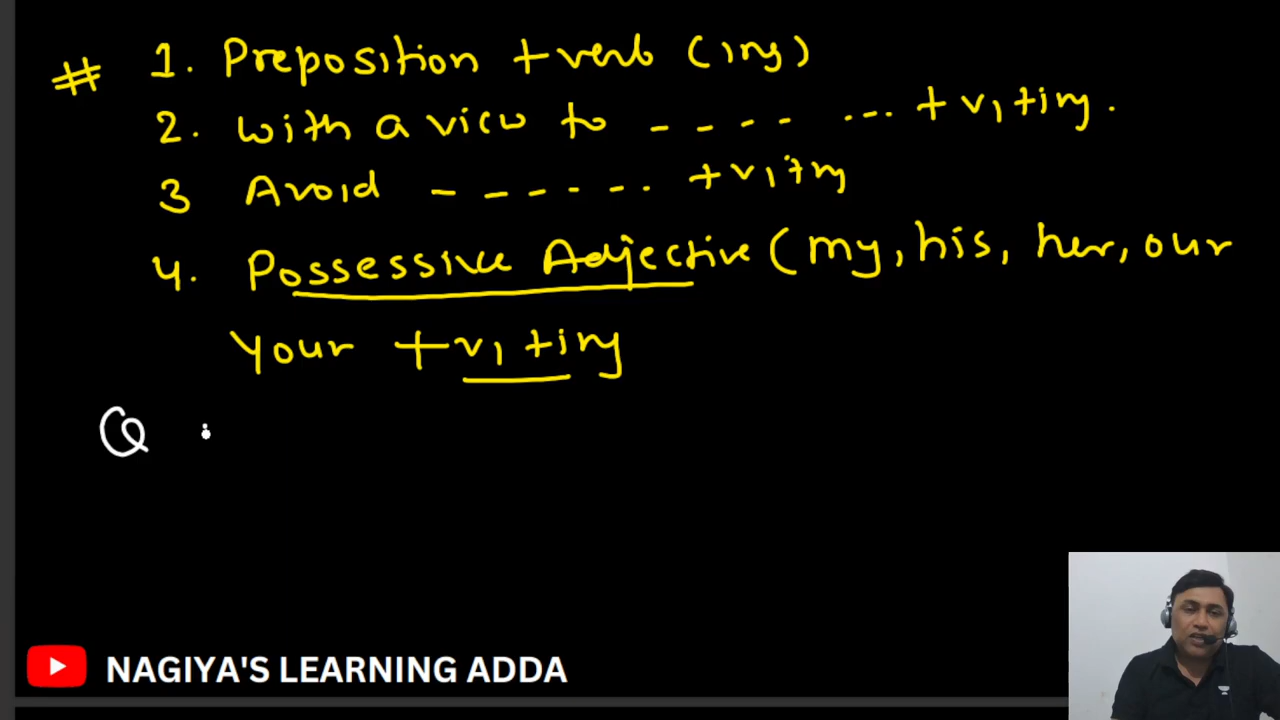 # 1. Preposition + verb (ing)
2. with a view to - - - - ... + v1 + ing.
3 Avoid - - - - - .. + v1 + ing
4. Possessive Adjective (my, his, her, our
Your + v1 + ing
Q .
NAGIYA'S LEARNING ADDA